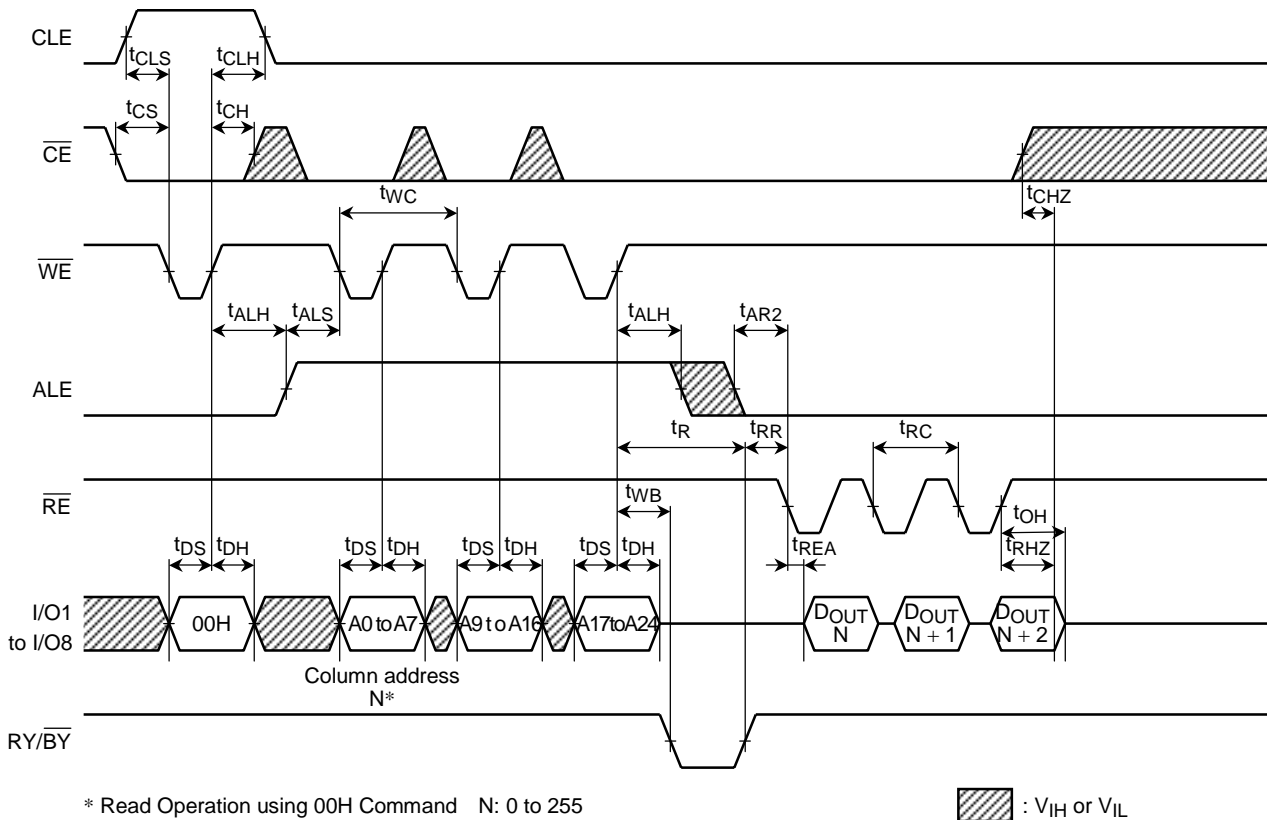 CLE
tCLS
tCLH
tCS
tCH
CE
tWC
tCHZ
WE
tALH
tALS
tALH
tAR2
ALE
tR
tRR
tRC
RE
tWB
tOH
tREA
tRHZ
tDS
tDH
tDS
tDH
tDS
tDH
tDS
tDH
I/O1
to I/O8
00H
A0 to A7
A9 to A16
A17 to A24
DOUT
N
DOUT
N + 1
DOUT
N + 2
Column address
N*
RY/BY
* Read Operation using 00H Command N: 0 to 255
: VIH or VIL